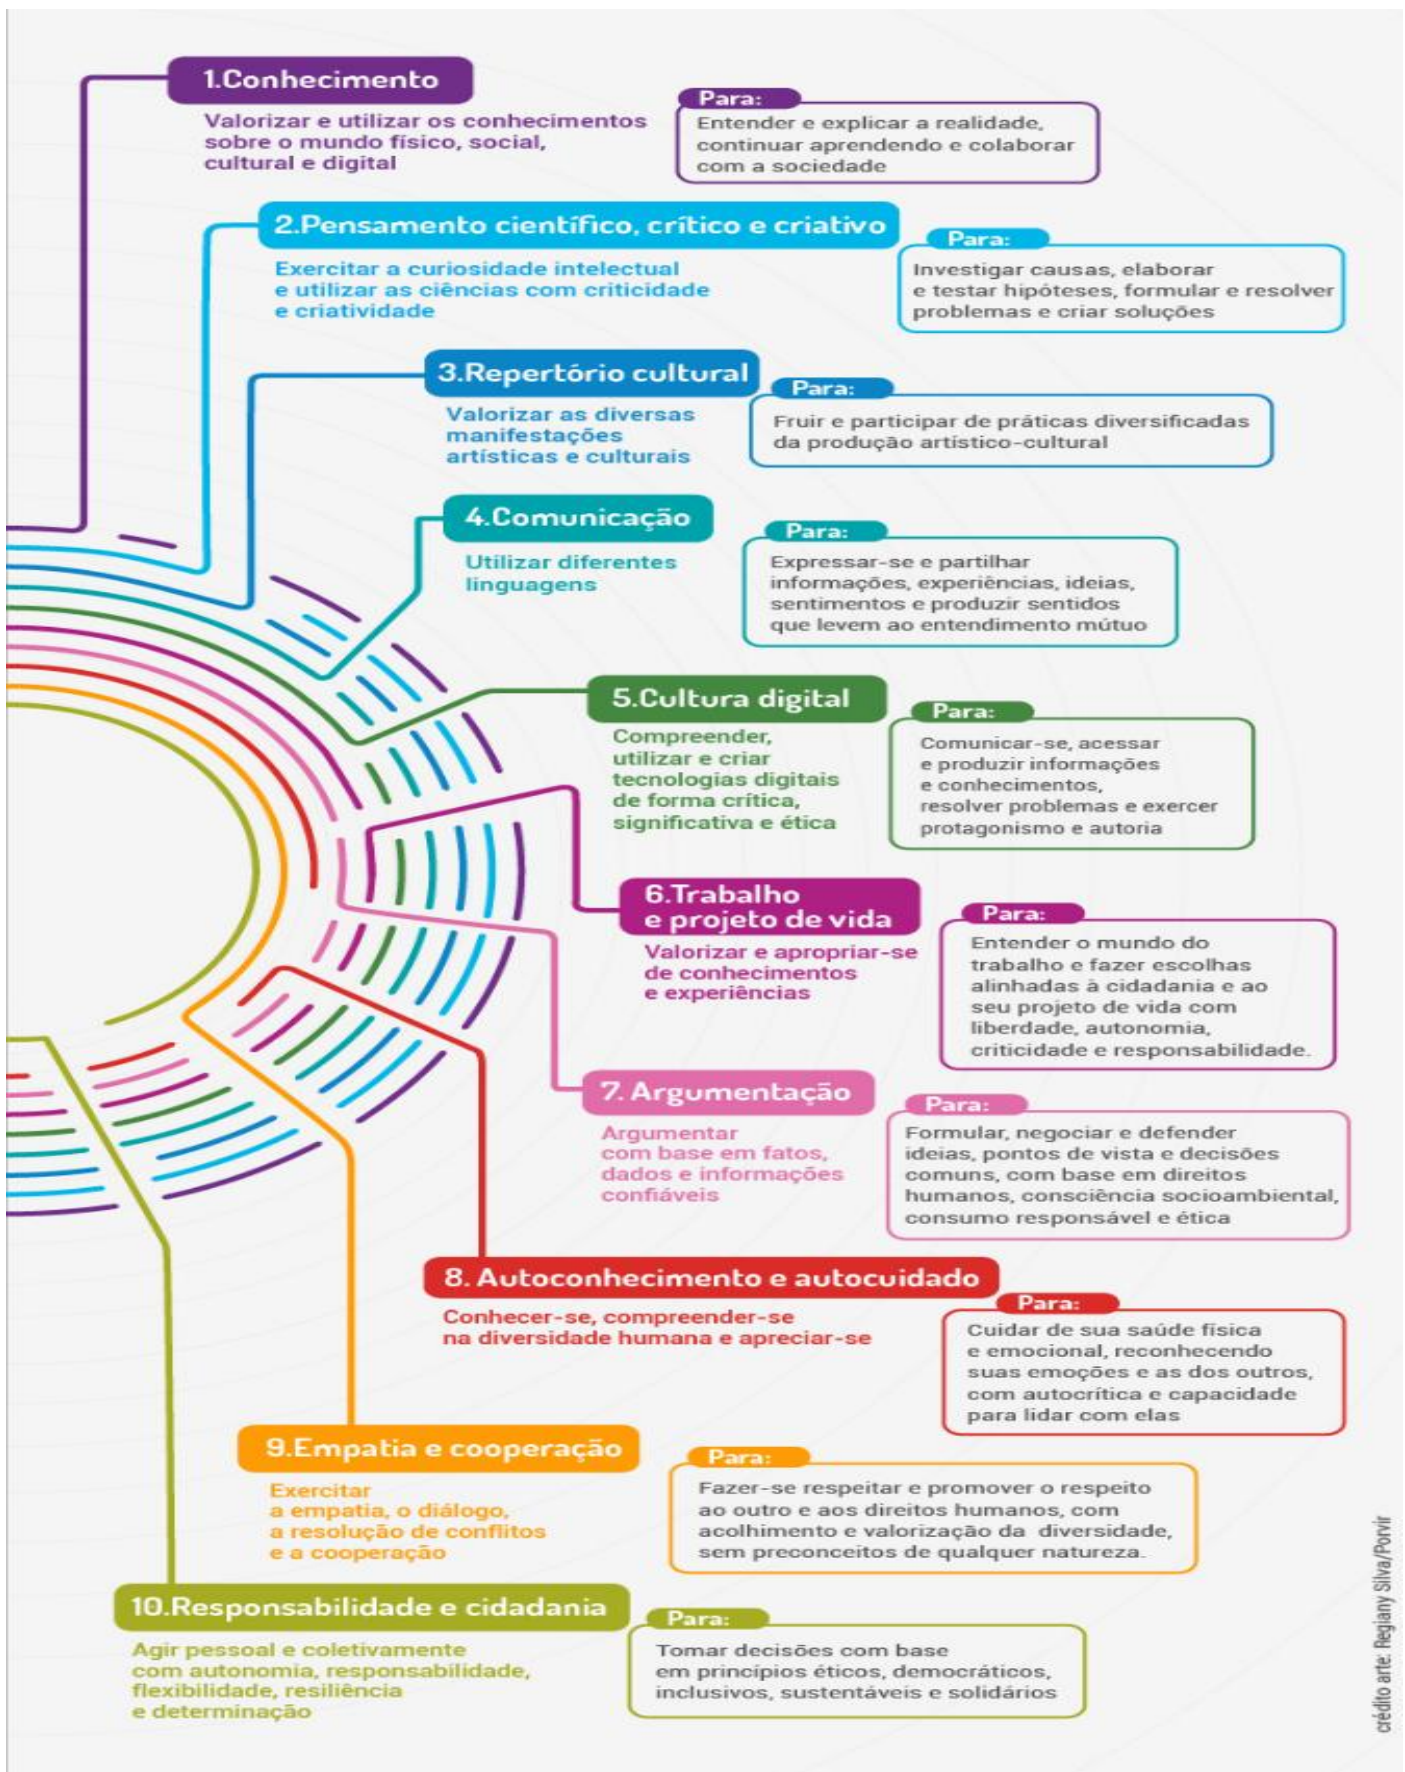 1.Conhecimento
Valorizar e utilizar os conhecimentos
sobre o mundo físico, social,
cultural e digital
Para:
Entender e explicar a realidade,
continuar aprendendo e colaborar
com a sociedade
2.Pensamento científico, crítico e criativo
Exercitar a curiosidade intelectual
e utilizar as ciências com criticidade
e criatividade
Para:
Investigar causas, elaborar
e testar hipóteses, formular e resolver
problemas e criar soluções
3.Repertório cultural
Valorizar as diversas
manifestações
artísticas e culturais
Para:
Fruir e participar de práticas diversificadas
da produção artístico-cultural
4.Comunicação
Utilizar diferentes
linguagens
Para:
Expressar-se e partilhar
informações, experiências, ideias,
sentimentos e produzir sentidos
que levem ao entendimento mútuo
5.Cultura digital
Compreender,
utilizar e criar
tecnologias digitais
de forma crítica,
significativa e ética
Para:
Comunicar-se, acessar
e produzir informações
e conhecimentos,
resolver problemas e exercer
protagonismo e autoria
6.Trabalho
e projeto de vida
Valorizar e apropriar-se
de conhecimentos
e experiências
Para:
Entender o mundo do
trabalho e fazer escolhas
alinhadas à cidadania e ao
seu projeto de vida com
liberdade, autonomia,
criticidade e responsabilidade.
7. Argumentação
Argumentar
com base em fatos,
dados e informações
confiáveis
Para:
Formular, negociar e defender
ideias, pontos de vista e decisões
comuns, com base em direitos
humanos, consciência socioambiental,
consumo responsável e ética
8. Autoconhecimento e autocuidado
Conhecer-se, compreender-se
na diversidade humana e apreciar-se
Para:
Cuidar de sua saúde física
e emocional, reconhecendo
suas emoções e as dos outros,
com autocrítica e capacidade
para lidar com elas
9.Empatia e cooperação
Exercitar
a empatia, o diálogo,
a resolução de conflitos
e a cooperação
Para:
Fazer-se respeitar e promover o respeito
ao outro e aos direitos humanos, com
acolhimento e valorização da diversidade,
sem preconceitos de qualquer natureza.
10.Responsabilidade e cidadania
Agir pessoal e coletivamente
com autonomia, responsabilidade,
flexibilidade, resiliência
e determinação
Para:
Tomar decisões com base
em princípios éticos, democráticos,
inclusivos, sustentáveis e solidários
crédito arte: Regiany Silva/Porvir